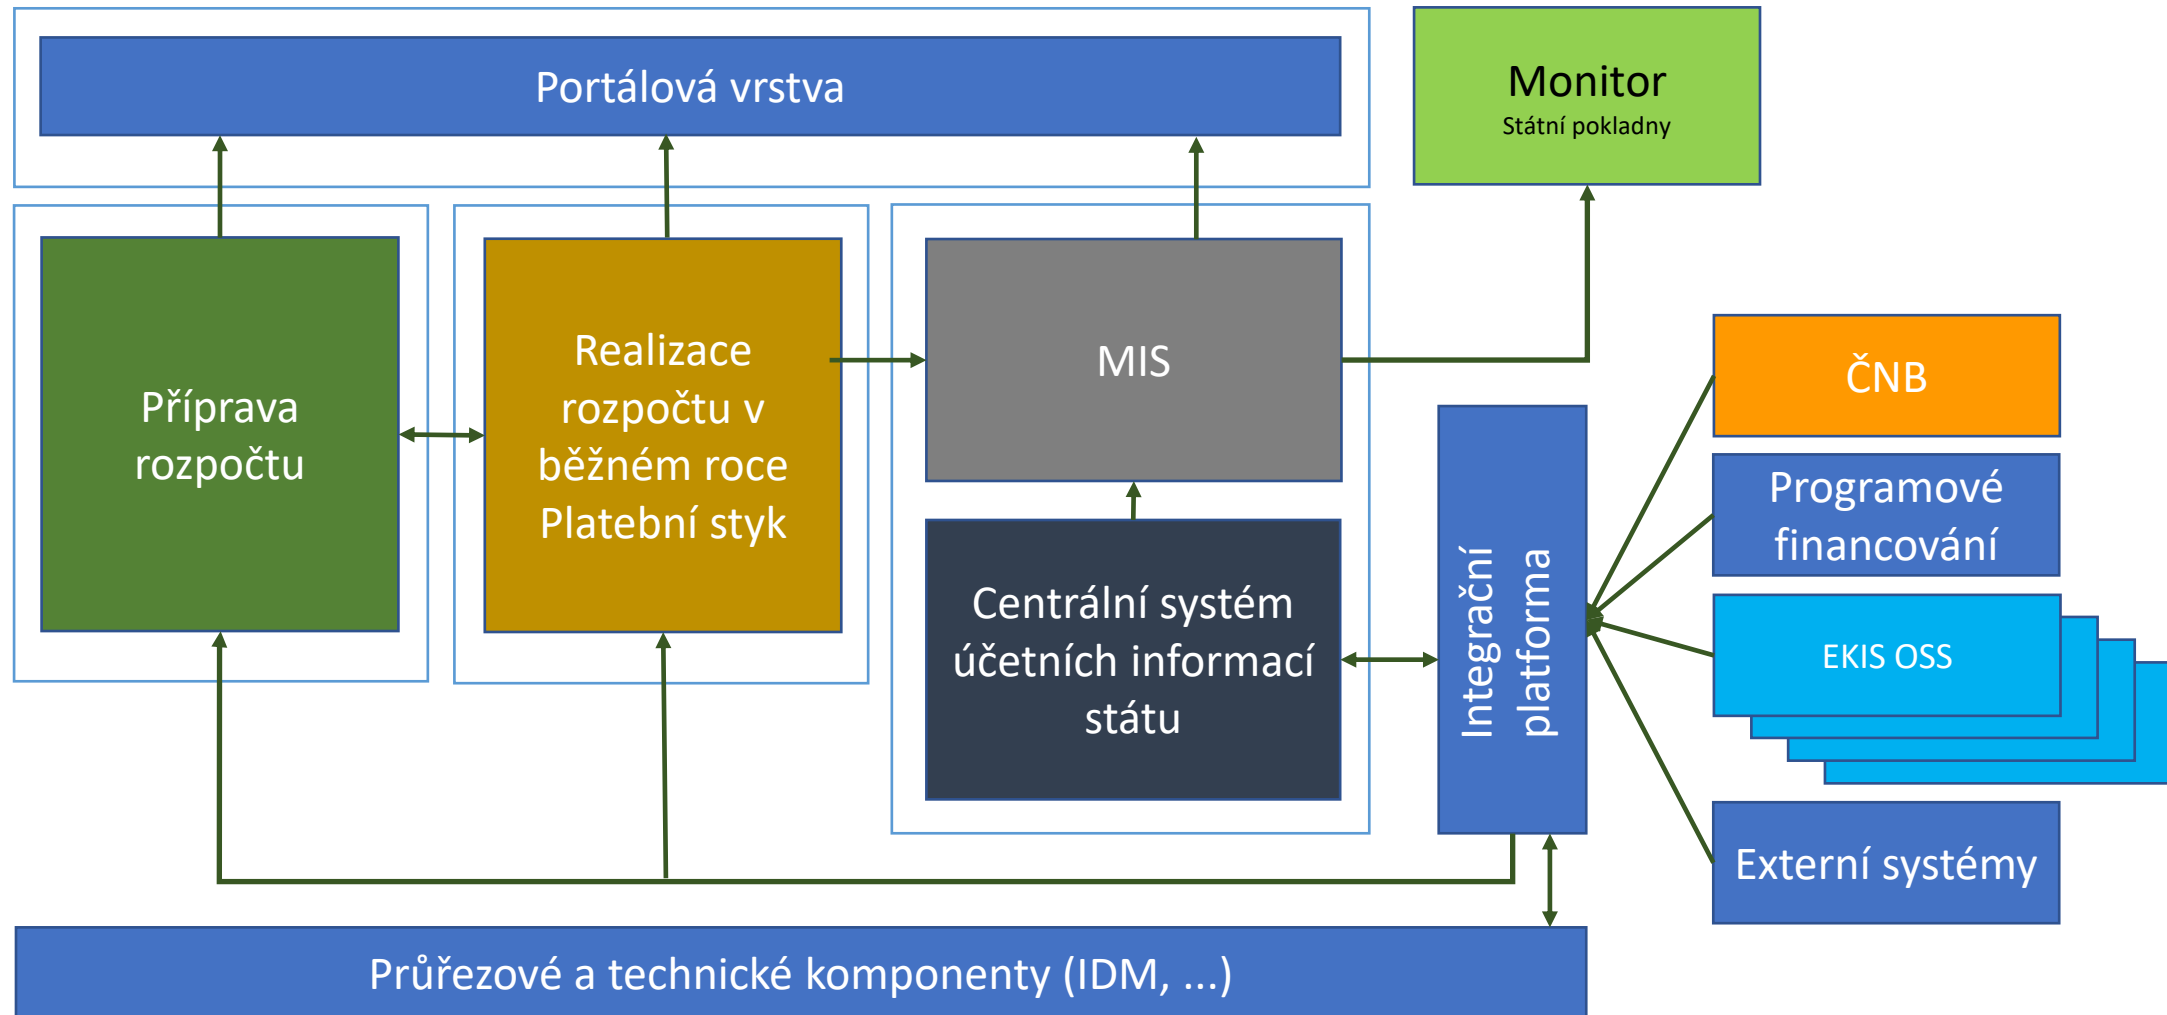 Portálová vrstva
Monitor
Státní pokladny
Příprava
rozpočtu
Realizace
rozpočtu v
běžném roce
Platební styk
MIS
Centrální systém
účetních informací
státu
Integrační
platforma
ČNB
Programové
financování
EKIS OSS
Externí systémy
Průřezové a technické komponenty (IDM, ...)